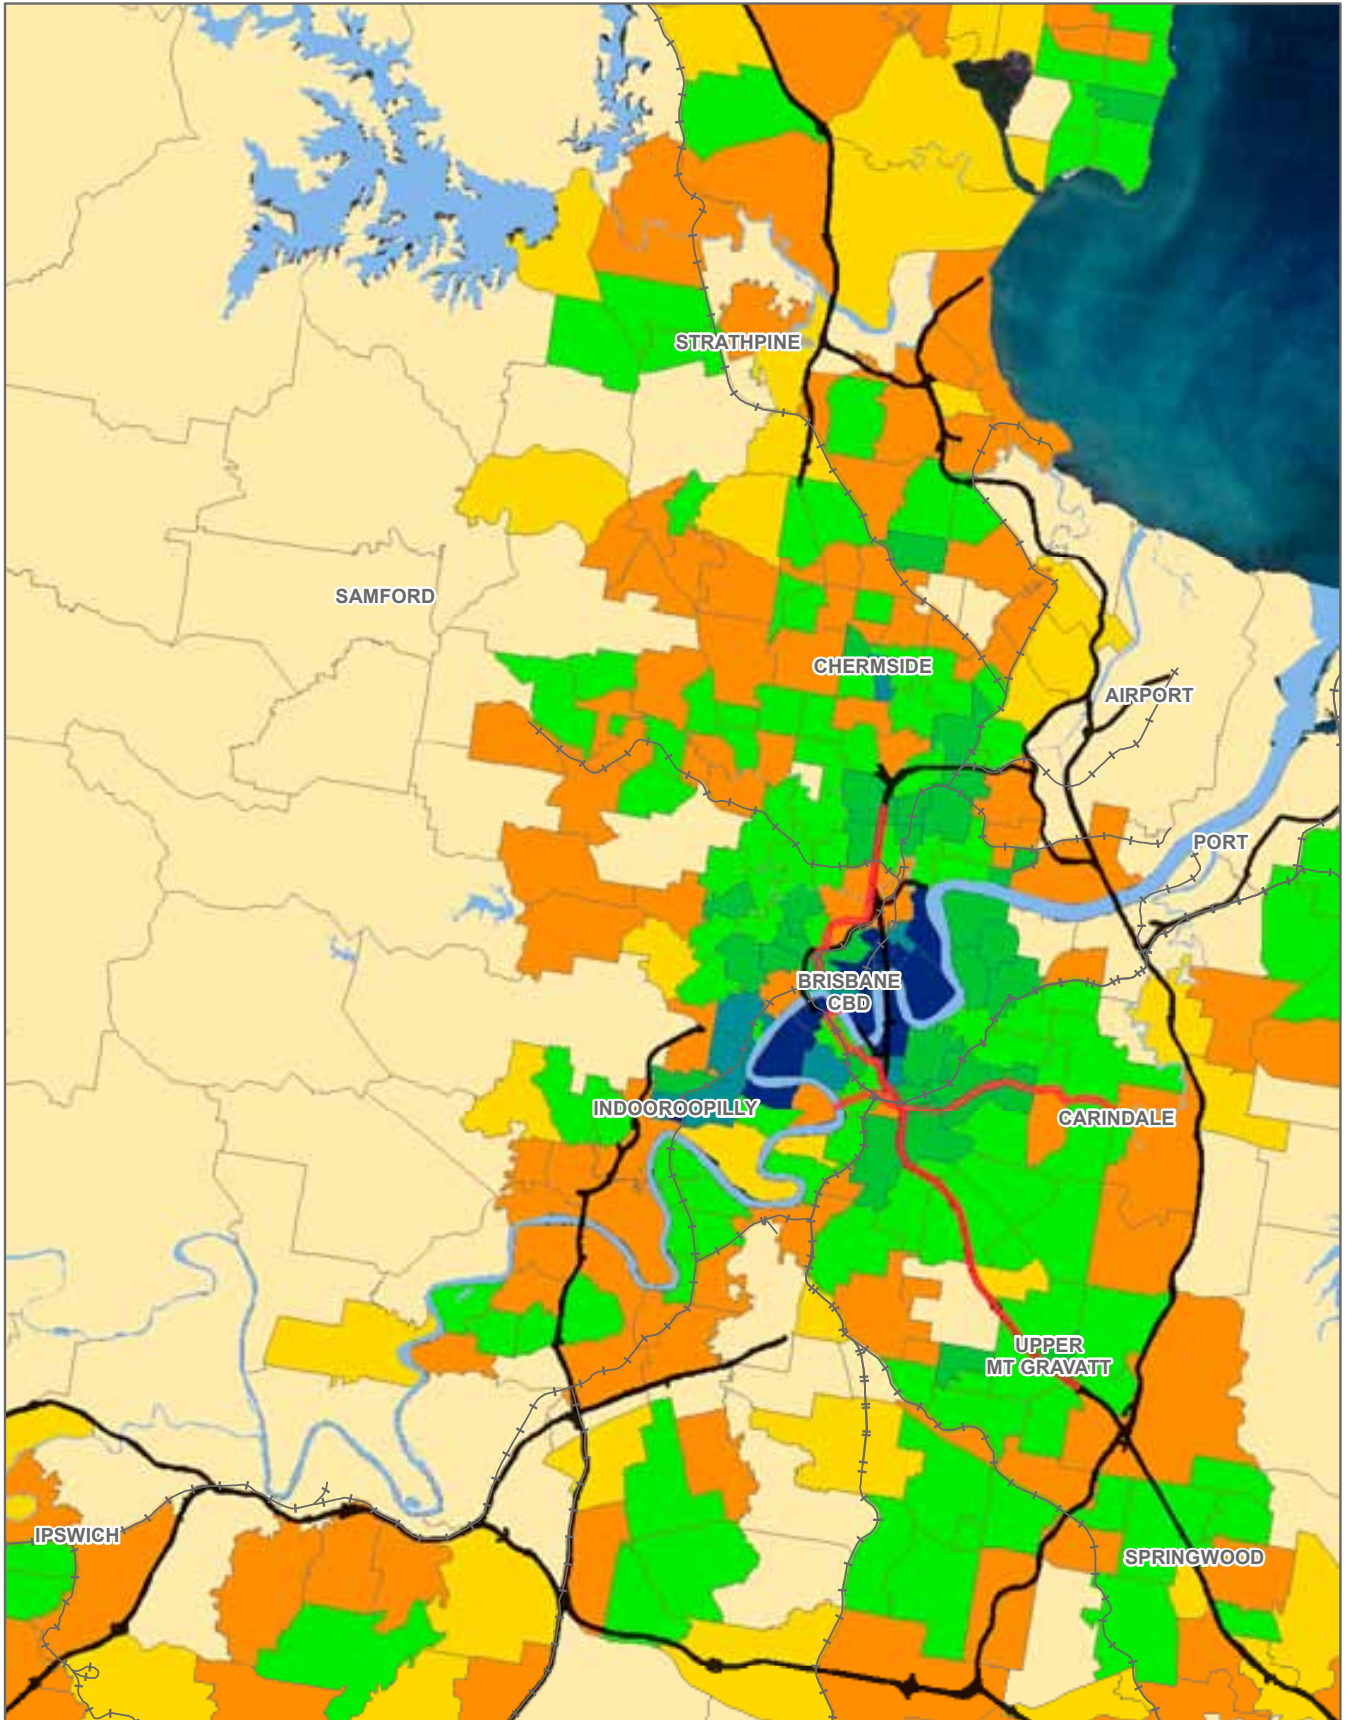 STRATHPINE
SAMFORD
CHERMSIDE
AIRPORT
PORT
BRISBANE
CBD
INDOOROOPILLY
CARINDALE
UPPER
MT GRAVATT
IPSWICH
SPRINGWOOD